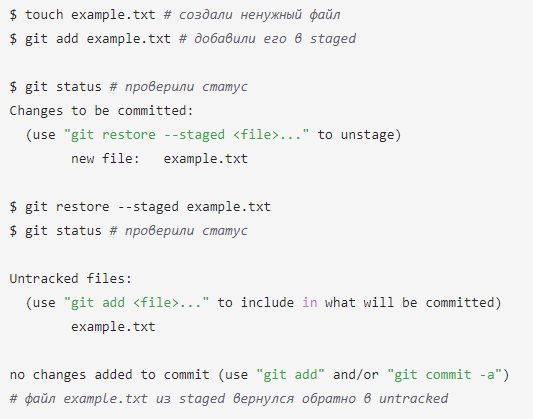 $ touch example.txt # создали ненужный файл
$ git add example.txt # добавили его в staged
$ git status # проверили статус
Changes to be committed:
  (use "git restore --staged <file>..." to unstage)
        new file:   example.txt
$ git restore --staged example.txt
$ git status # проверили статус
Untracked files:
  (use "git add <file>..." to include in what will be committed)
        example.txt
no changes added to commit (use "git add" and/or "git commit -a")
# файл example.txt из staged вернулся обратно в untracked